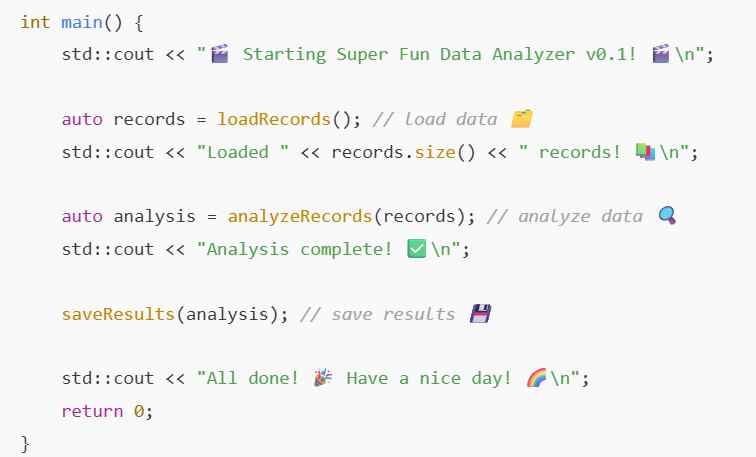 int main() {
    std::cout << "🎬 Starting Super Fun Data Analyzer v0.1! 🎬\n";
    auto records = loadRecords(); // load data 🗂️
    std::cout << "Loaded " << records.size() << " records! 📚\n";
    auto analysis = analyzeRecords(records); // analyze data 🔍
    std::cout << "Analysis complete! ✅\n";
    saveResults(analysis); // save results 💾
    std::cout << "All done! 🎉 Have a nice day! 🌈\n";
    return 0;
}